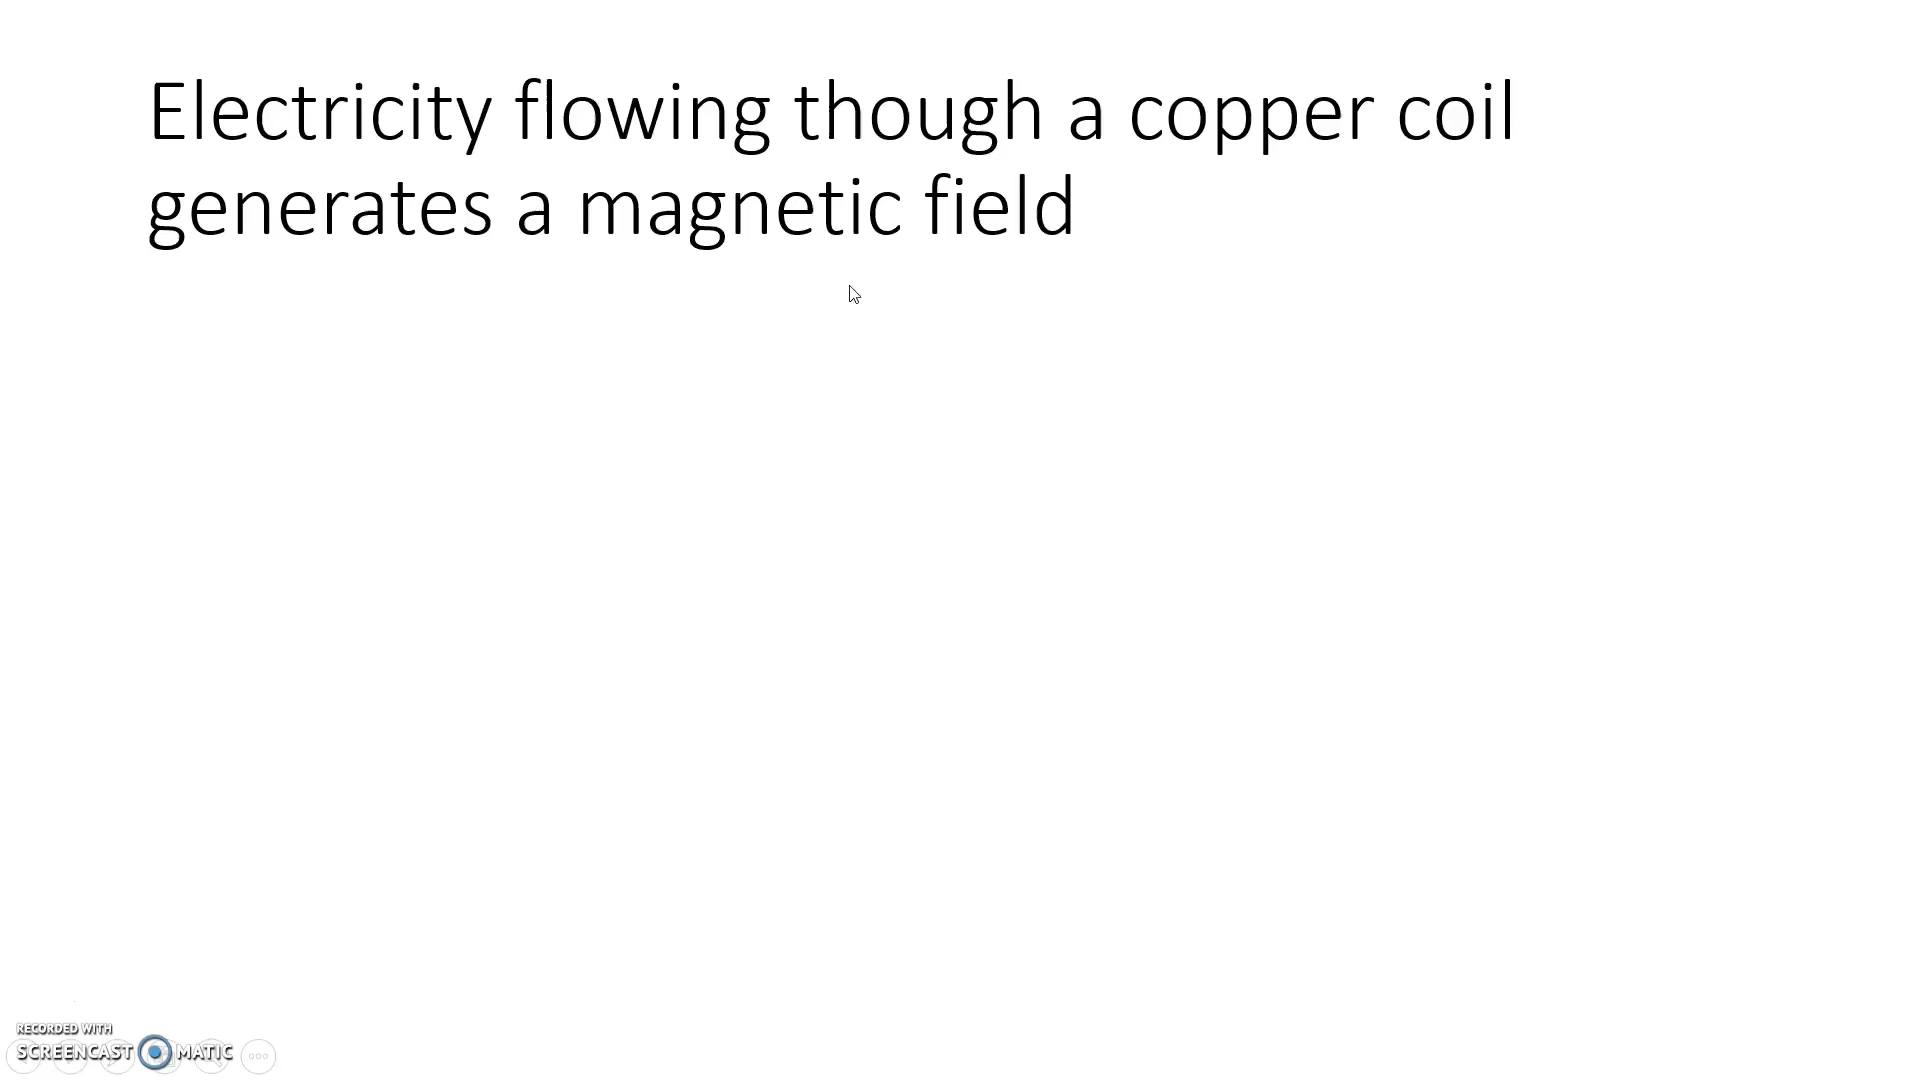 Electricity flowing though a copper coil
generates a magnetic field
RECORDED WITH
SCREENCAST MATIC